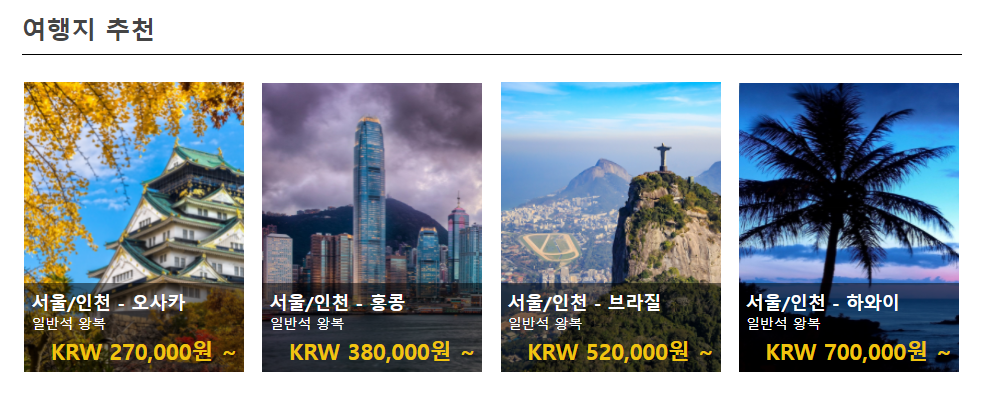 여행지 추천
서울/인천 - 오사카
일반석 왕복
KRW 270,000원 ~
서울/인천 - 홍콩
일반석 왕복
KRW 380,000원 ~
서울/인천 - 브라질
일반석 왕복
KRW 520,000원 ~
서울/인천 - 하와이
일반석 왕복
KRW 700,000원 ~